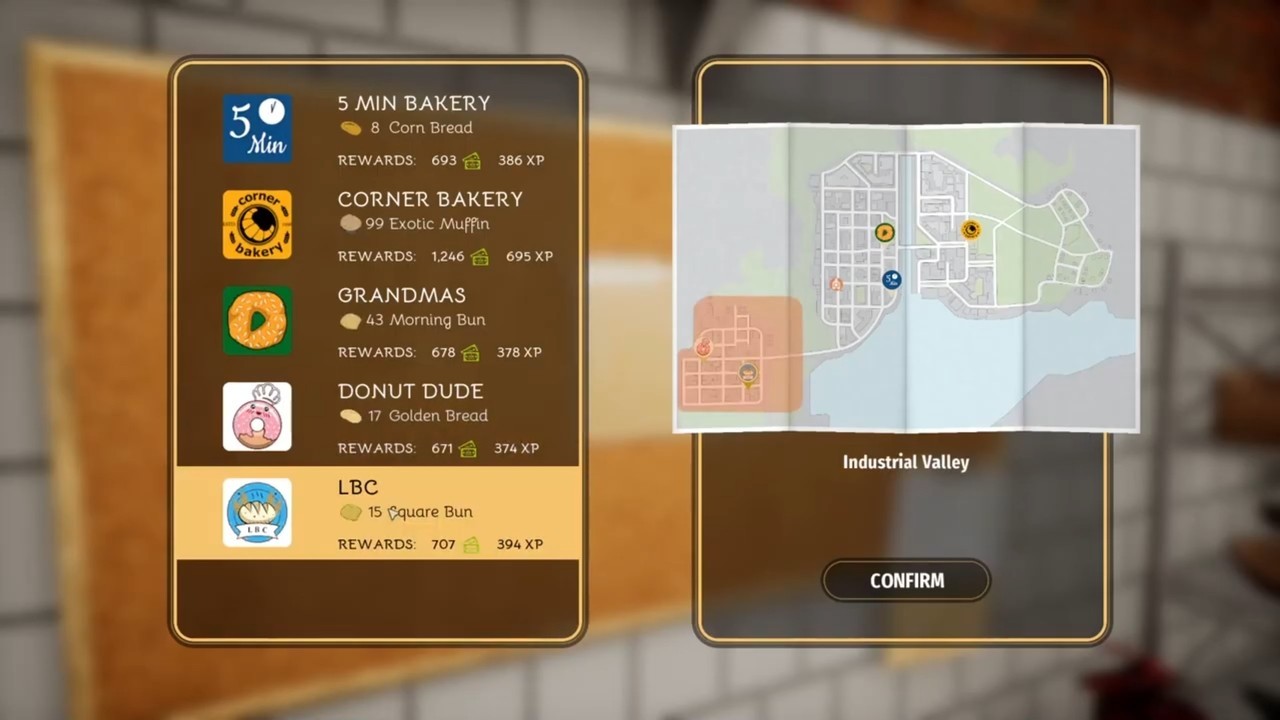 5 Min
5 MIN BAKERY
8 Corn Bread
REWARDS: 693 386 XP
corner
bakery
CORNER BAKERY
99 Exotic Muffin
REWARDS: 1,246 695 XP
GRANDMAS
43 Morning Bun
REWARDS: 678 378 XP
DONUT DUDE
17 Golden Bread
REWARDS: 671 374 XP
LBC
LBC
15 Square Bun
REWARDS: 707 394 XP
Industrial Valley
CONFIRM